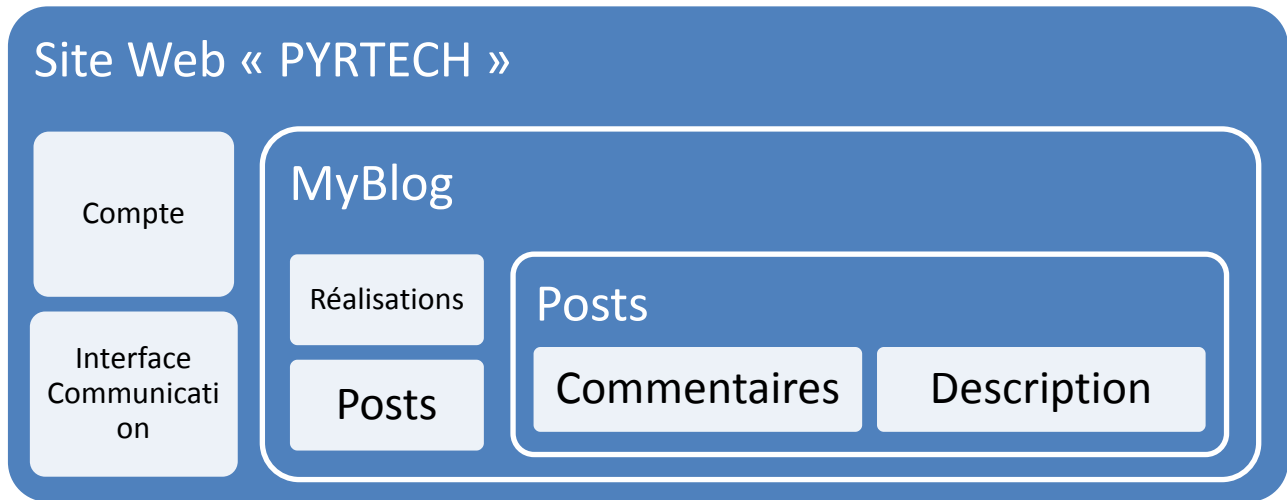 Site Web « PYRTECH »
Compte
Interface
Communicati
on
MyBlog
Réalisations
Posts
Posts
Commentaires
Description